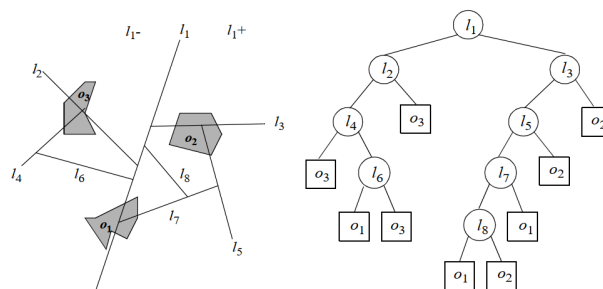 l1- l1 l1+
l2
o3
l3
o2
l4
l6
l8
l7
o1
l5
l1
l2 l3
l4 o3 l5 o2
o3 l6 l7 o2
o1 o3 l8 o1
o1 o2